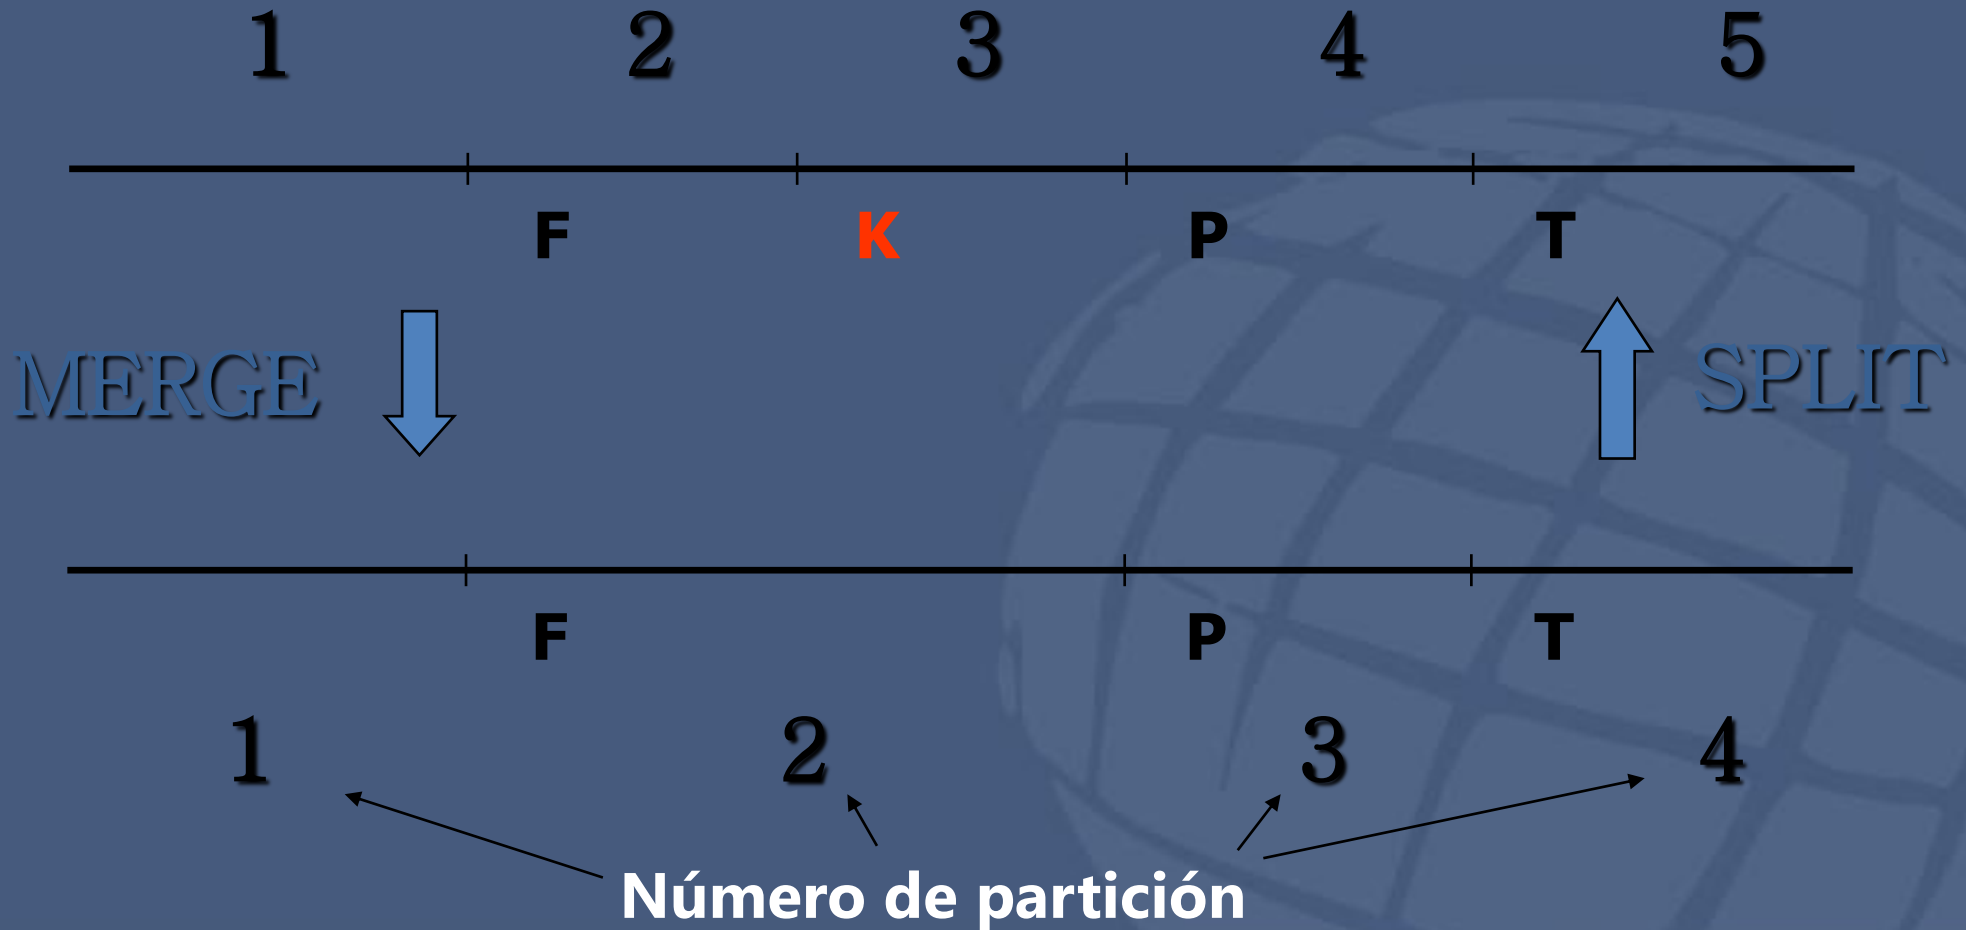 1 2 3 4 5
F K P T
MERGE SPLIT
F P T
1 2 3 4
Número de partición